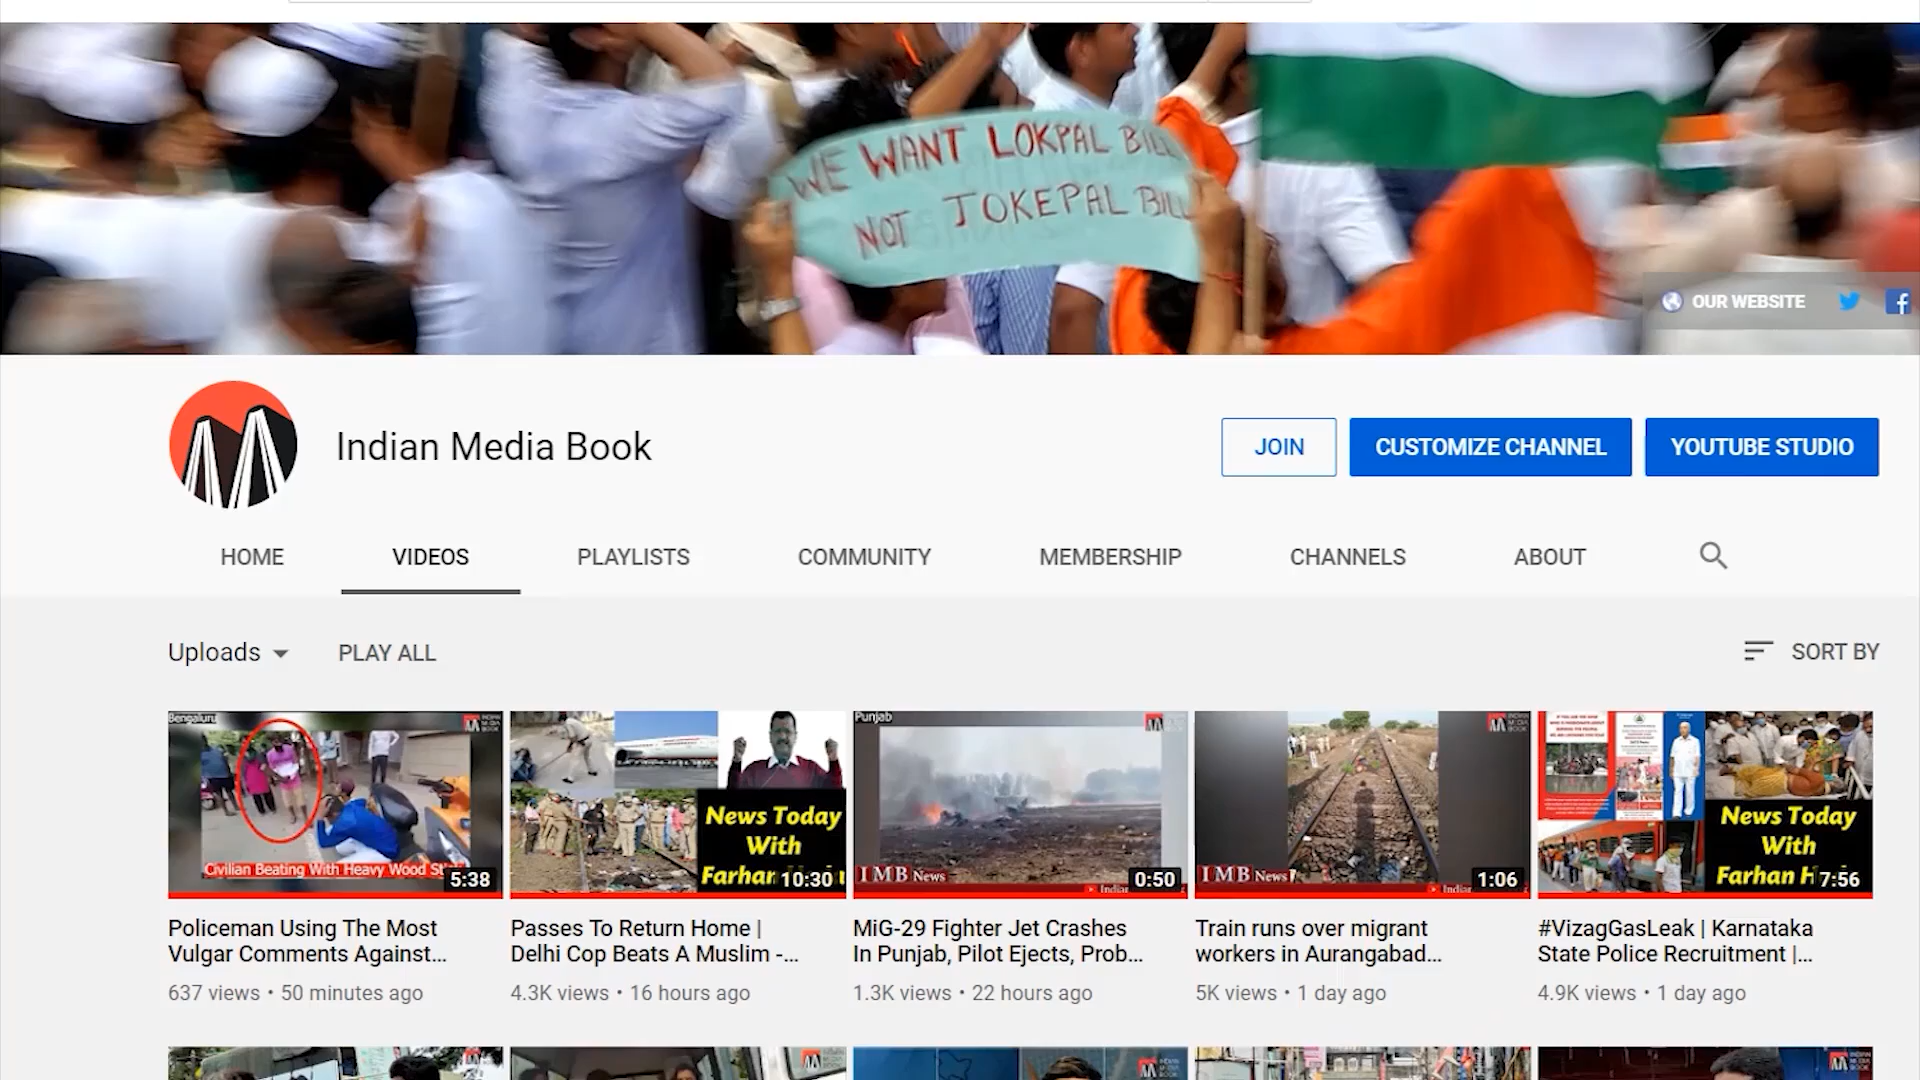 WE WANT LOKPAL BILL
NOT JOKEPAL BILL
OUR WEBSITE
Indian Media Book
JOIN
CUSTOMIZE CHANNEL
YOUTUBE STUDIO
HOME
VIDEOS
PLAYLISTS
COMMUNITY
MEMBERSHIP
CHANNELS
ABOUT
Uploads
PLAY ALL
SORT BY
Bengaluru
INDIAN MEDIA BOOK
Civilian Beating With Heavy Wood
5:38
News Today
With
Farhan
10:30
Punjab
IMB News
0:50
IMB News
1:06
News Today
With
Farhan
7:56
Policeman Using The Most
Vulgar Comments Against...
637 views • 50 minutes ago
Passes To Return Home |
Delhi Cop Beats A Muslim -...
4.3K views • 16 hours ago
MiG-29 Fighter Jet Crashes
In Punjab, Pilot Ejects, Prob...
1.3K views • 22 hours ago
Train runs over migrant
workers in Aurangabad...
5K views • 1 day ago
#VizagGasLeak | Karnataka
State Police Recruitment |...
4.9K views • 1 day ago